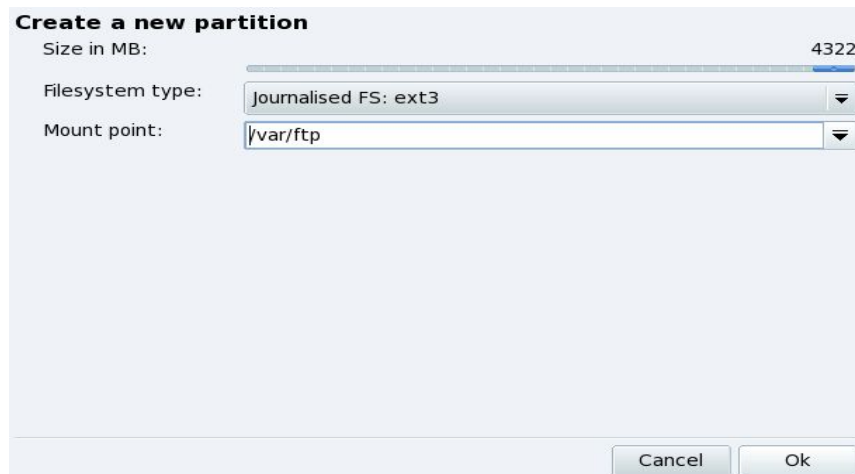 Create a new partition
Size in MB:
4322
Filesystem type:
Journalised FS: ext3
Mount point:
/var/ftp
Cancel
Ok